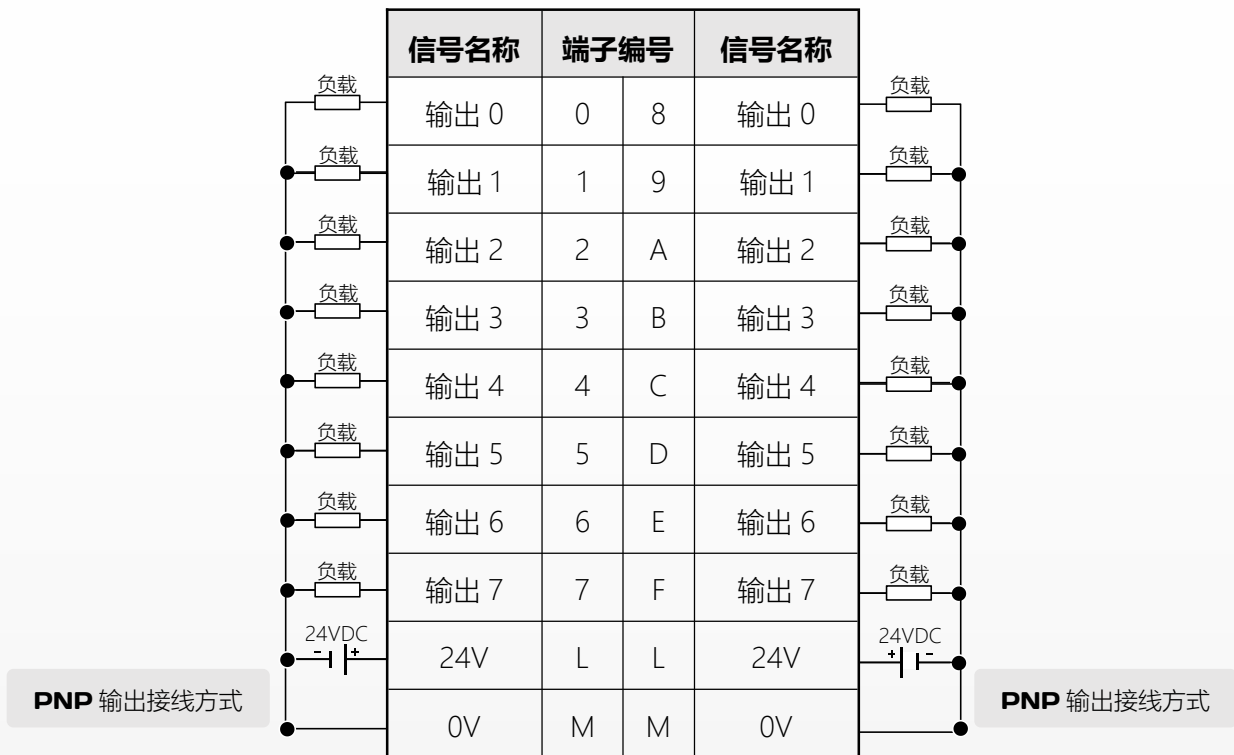 信号名称 端子编号 信号名称
负载 输出 0 0 8 输出 0 负载
负载 输出 1 1 9 输出 1 负载
负载 输出 2 2 A 输出 2 负载
负载 输出 3 3 B 输出 3 负载
负载 输出 4 4 C 输出 4 负载
负载 输出 5 5 D 输出 5 负载
负载 输出 6 6 E 输出 6 负载
负载 输出 7 7 F 输出 7 负载
24VDC - + 24V L L 24V 24VDC + -
PNP 输出接线方式 0V M M 0V PNP 输出接线方式